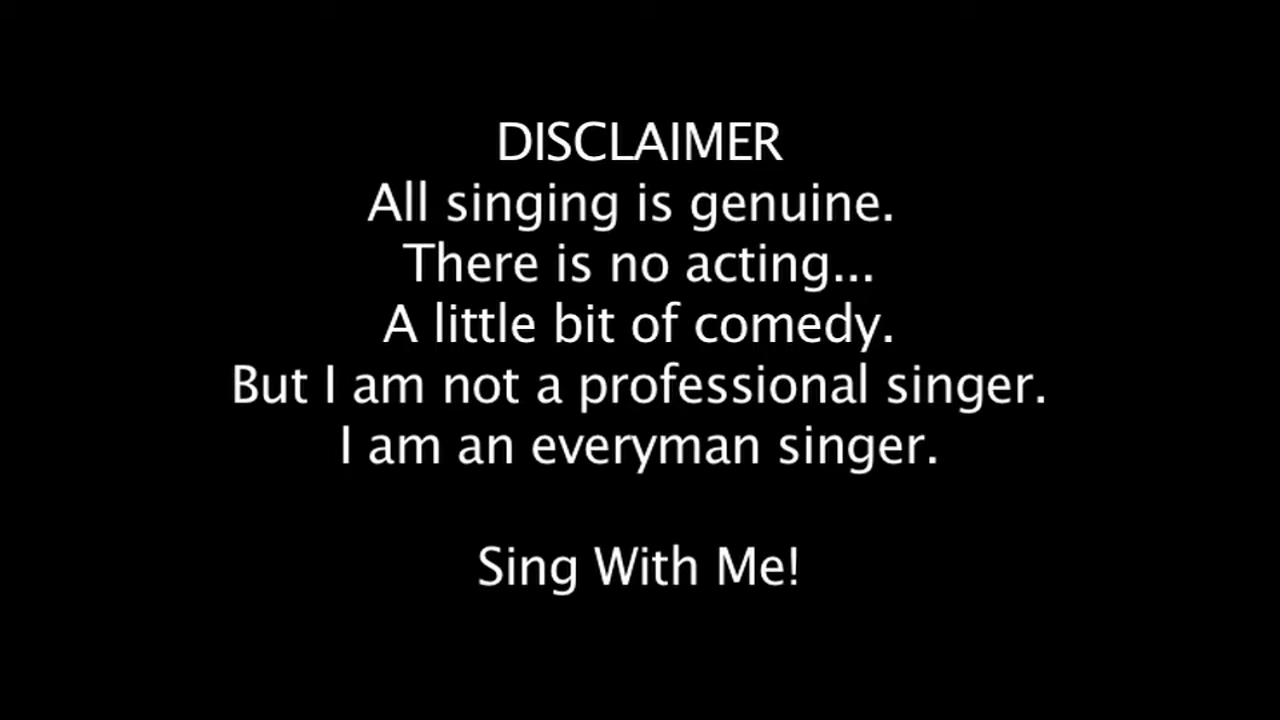 DISCLAIMER
All singing is genuine.
There is no acting...
A little bit of comedy.
But I am not a professional singer.
I am an everyman singer.
Sing With Me!